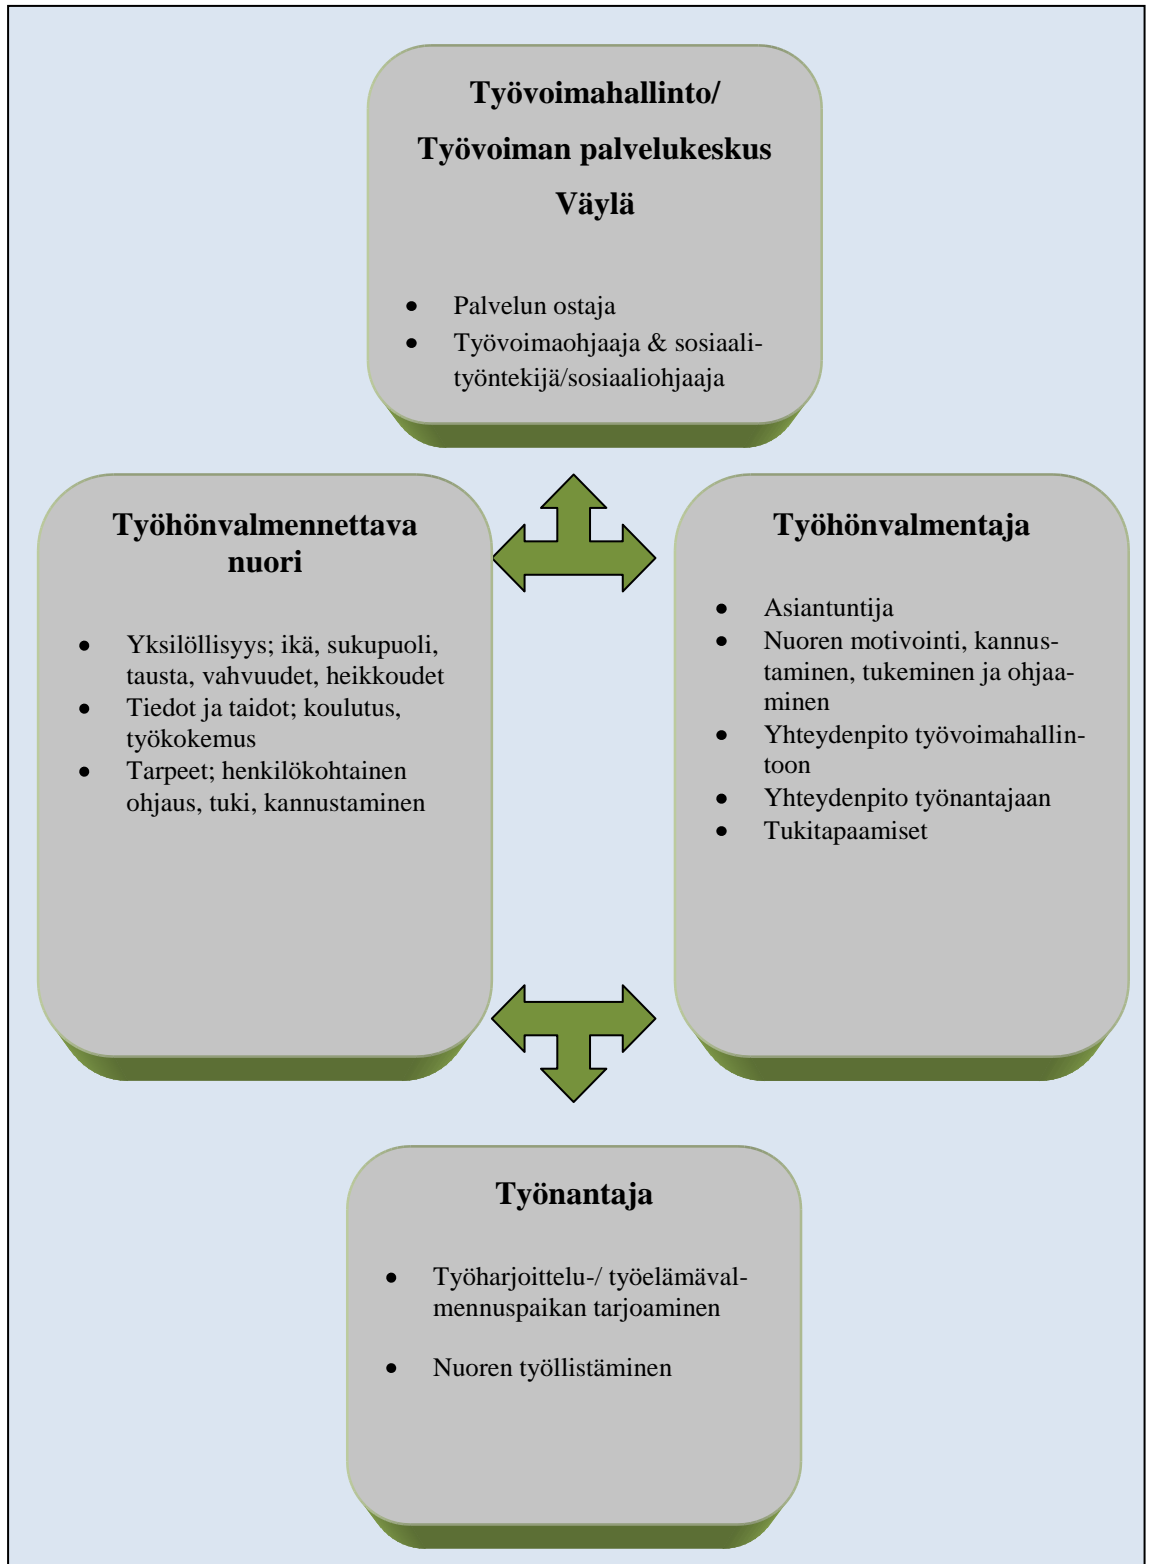 Työvoimahallinto/
Työvoiman palvelukeskus
Väylä
• Palvelun ostaja
• Työvoimaohjaaja & sosiaali-
työntekijä/sosiaaliohjaaja
Työhönvalmennettava
nuori
• Yksilöllisyys; ikä, sukupuoli,
tausta, vahvuudet, heikkoudet
• Tiedot ja taidot; koulutus,
työkokemus
• Tarpeet; henkilökohtainen
ohjaus, tuki, kannustaminen
Työhönvalmentaja
• Asiantuntija
• Nuoren motivointi, kannus-
taminen, tukeminen ja ohjaa-
minen
• Yhteydenpito työvoimahallin-
toon
• Yhteydenpito työnantajaan
• Tukitapaamiset
Työnantaja
• Työharjoittelu-/ työelämäval-
mennuspaikan tarjoaminen
• Nuoren työllistäminen